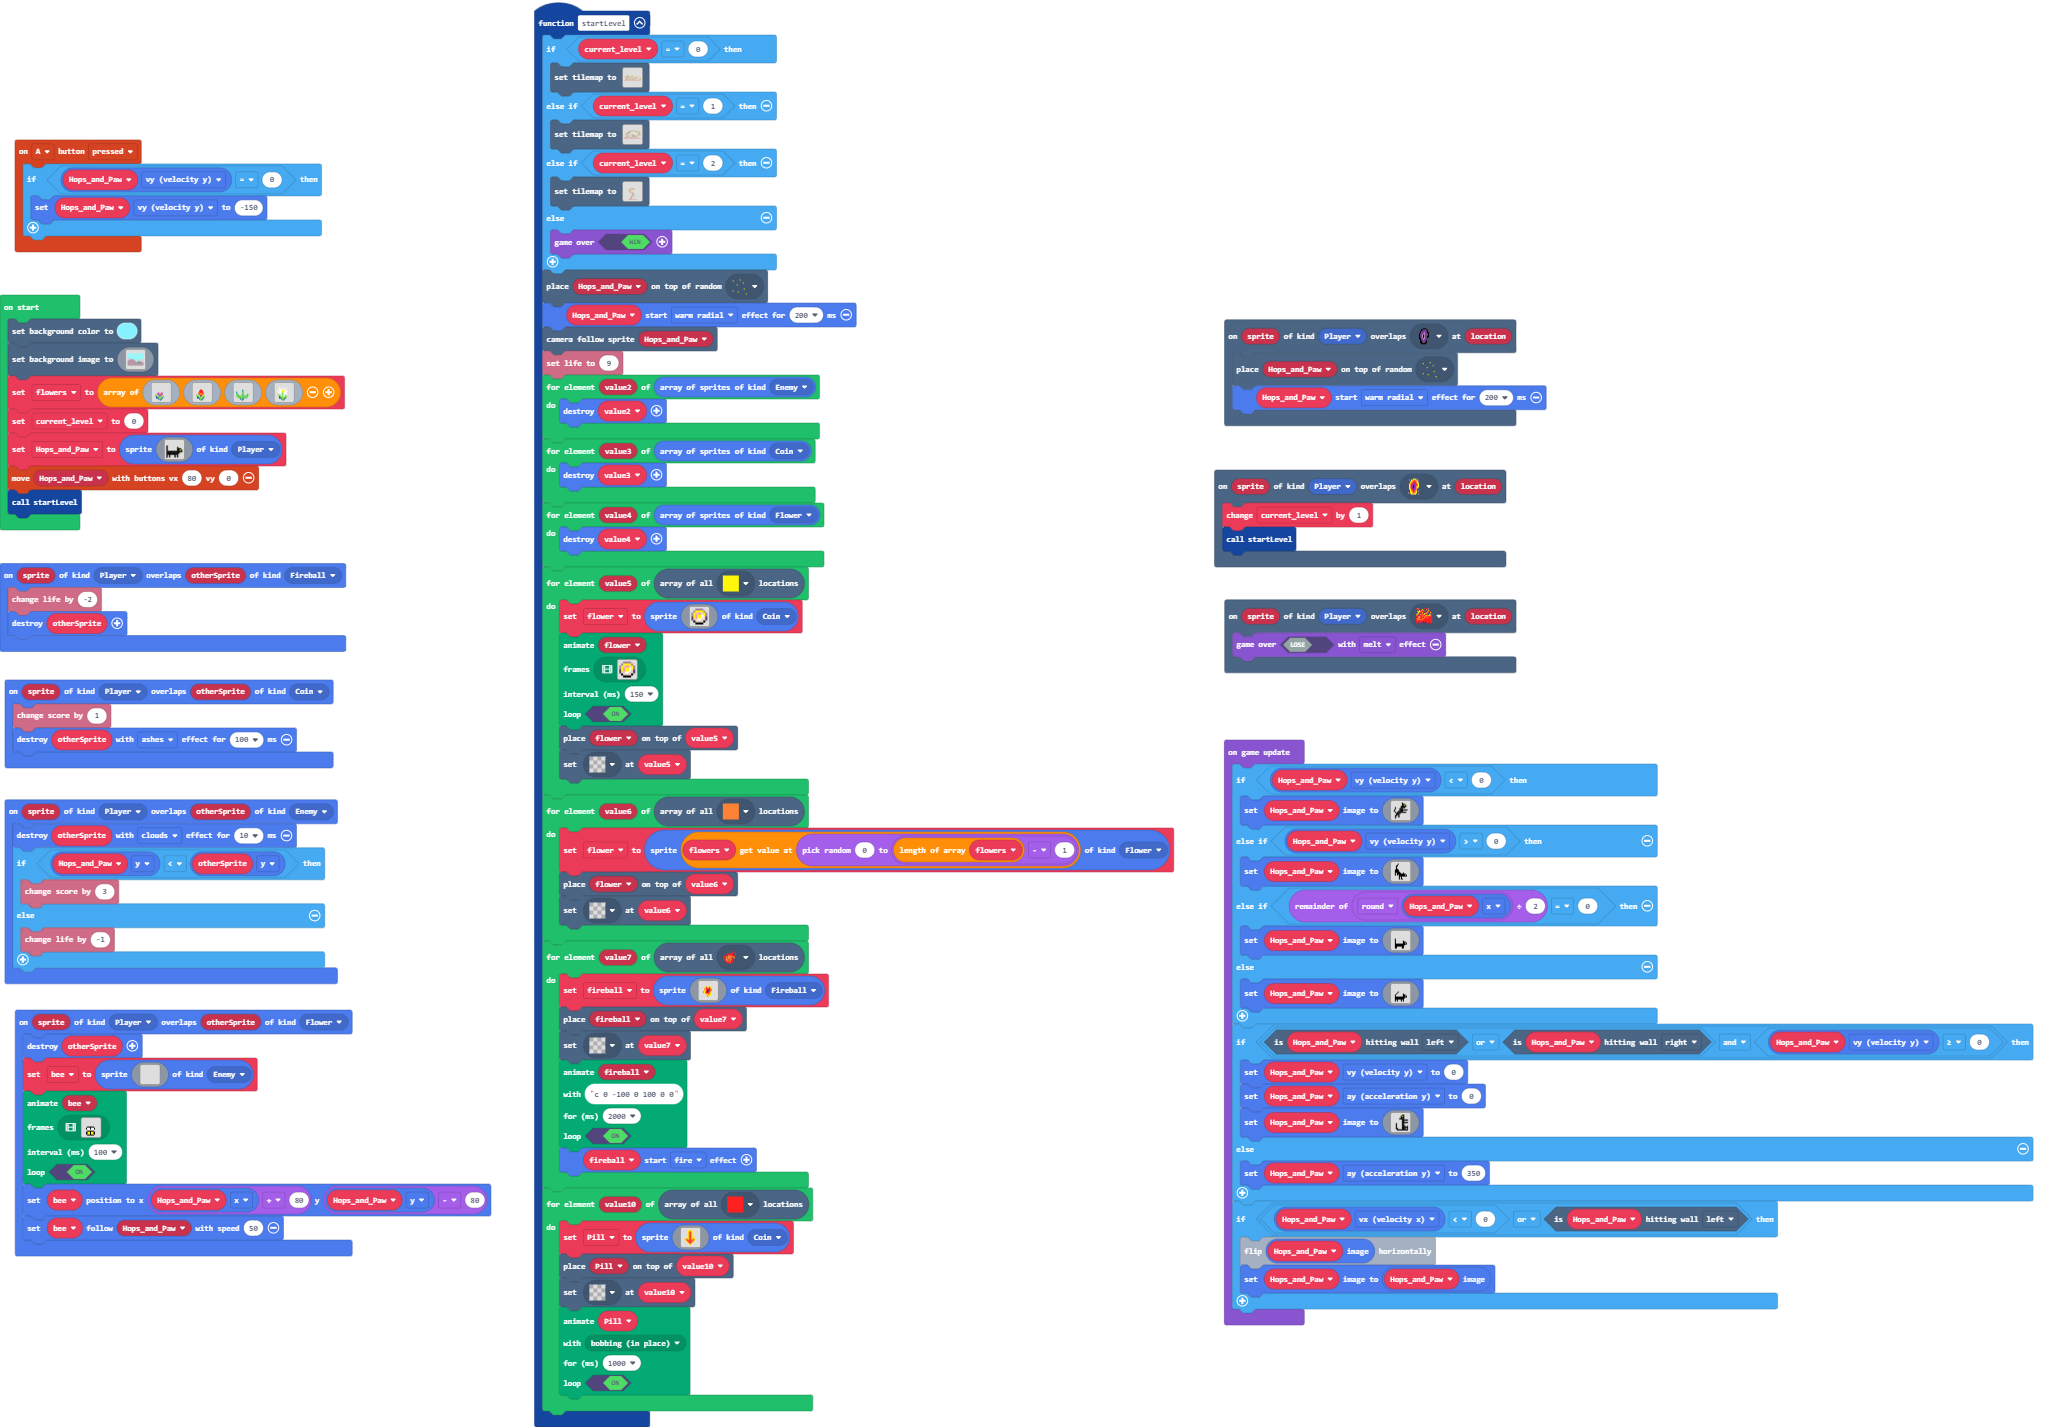 on A button pressed
if Hops_and_Paw vy (velocity y) = 0 then
set Hops_and_Paw vy (velocity y) to -150
on start
set background color to
set background image to
set flowers to array of
set current_level to 0
set Hops_and_Paw to sprite of kind Player
move Hops_and_Paw with buttons vx 80 vy 0
call startLevel
on sprite of kind Player overlaps otherSprite of kind Fireball
change life by -2
destroy otherSprite
on sprite of kind Player overlaps otherSprite of kind Coin
change score by 1
destroy otherSprite with ashes effect for 100 ms
on sprite of kind Player overlaps otherSprite of kind Enemy
destroy otherSprite with clouds effect for 10 ms
if Hops_and_Paw y < otherSprite y then
change score by 3
else
change life by -1
on sprite of kind Player overlaps otherSprite of kind Flower
destroy otherSprite
set bee to sprite of kind Enemy
animate bee
frames
interval (ms) 100
loop ON
set bee position to x Hops_and_Paw x + 80 y Hops_and_Paw y - 80
set bee follow Hops_and_Paw with speed 50
function startLevel
if current_level = 0 then
set tilemap to
else if current_level = 1 then
set tilemap to
else if current_level = 2 then
set tilemap to
else
game over WIN
place Hops_and_Paw on top of random
Hops_and_Paw start warm radial effect for 200 ms
camera follow sprite Hops_and_Paw
set life to 9
for element value2 of array of sprites of kind Enemy
do destroy value2
for element value3 of array of sprites of kind Coin
do destroy value3
for element value4 of array of sprites of kind Flower
do destroy value4
for element value5 of array of all locations
do set flower to sprite of kind Coin
animate flower
frames
interval (ms) 150
loop ON
place flower on top of value5
set at value5
for element value6 of array of all locations
do set flower to sprite flowers get value at pick random 0 to length of array flowers - 1 of kind Flower
place flower on top of value6
set at value6
for element value7 of array of all locations
do set fireball to sprite of kind Fireball
place fireball on top of value7
set at value7
animate fireball
with "c 0 -100 0 100 0 0"
for (ms) 2000
loop ON
fireball start fire effect
for element value10 of array of all locations
do set Pill to sprite of kind Coin
place Pill on top of value10
set at value10
animate Pill
with bobbing (in place)
for (ms) 1000
loop ON
on sprite of kind Player overlaps at location
place Hops_and_Paw on top of random
Hops_and_Paw start warm radial effect for 200 ms
on sprite of kind Player overlaps at location
change current_level by 1
call startLevel
on sprite of kind Player overlaps at location
game over LOSE with melt effect
on game update
if Hops_and_Paw vy (velocity y) < 0 then
set Hops_and_Paw image to
else if Hops_and_Paw vy (velocity y) > 0 then
set Hops_and_Paw image to
else if remainder of round Hops_and_Paw x ÷ 2 = 0 then
set Hops_and_Paw image to
else
set Hops_and_Paw image to
if is Hops_and_Paw hitting wall left or is Hops_and_Paw hitting wall right and Hops_and_Paw vy (velocity y) ≥ 0 then
set Hops_and_Paw vy (velocity y) to 0
set Hops_and_Paw ay (acceleration y) to 0
set Hops_and_Paw image to
else
set Hops_and_Paw ay (acceleration y) to 350
if Hops_and_Paw vx (velocity x) < 0 or is Hops_and_Paw hitting wall left then
flip Hops_and_Paw image horizontally
set Hops_and_Paw image to Hops_and_Paw image